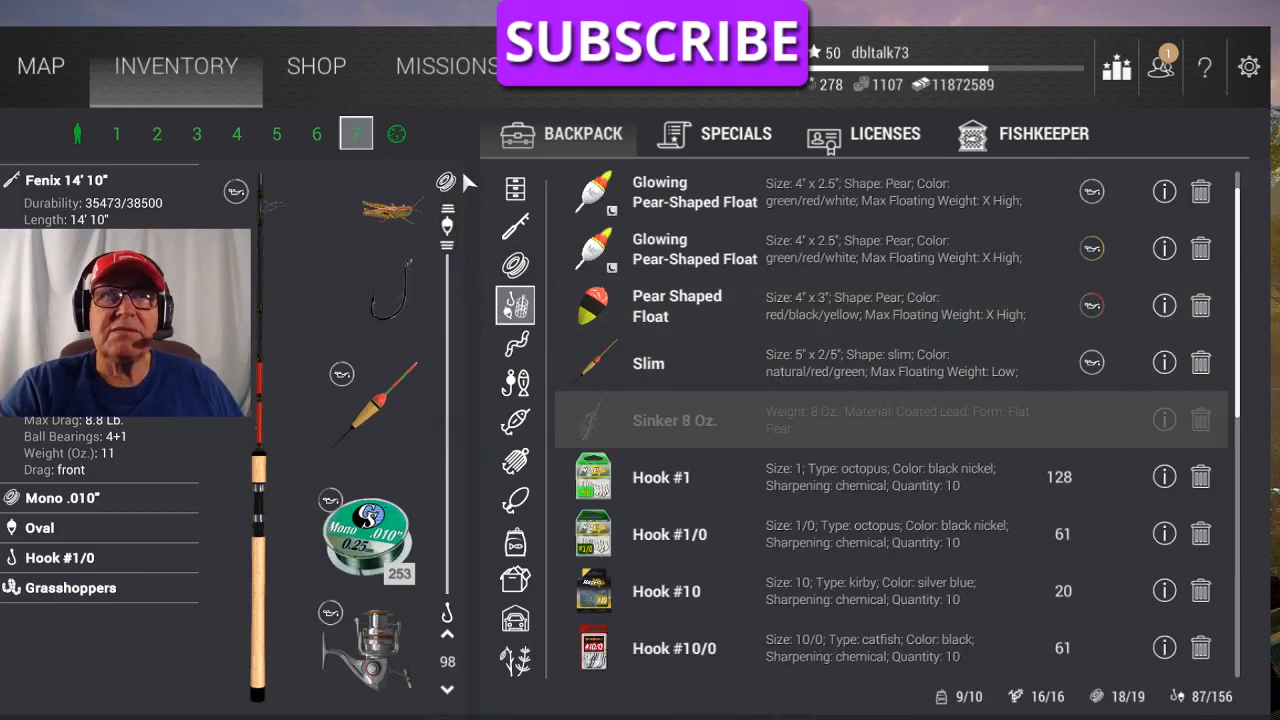 SUBSCRIBE
MAP
INVENTORY
SHOP
MISSIONS
50 dbltalk73
278 1107 11872589
1
?
1 2 3 4 5 6 7
BACKPACK
SPECIALS
LICENSES
FISHKEEPER
Fenix 14' 10"
Durability: 35473/38500
Length: 14' 10"
Max Drag: 8.8 Lb.
Ball Bearings: 4+1
Weight (Oz.): 11
Drag: front
Mono .010"
Oval
Hook #1/0
Grasshoppers
Mono .010"
0.25
253
98
Glowing
Pear-Shaped Float
Size: 4" x 2.5"; Shape: Pear; Color:
green/red/white; Max Floating Weight: X High;
Glowing
Pear-Shaped Float
Size: 4" x 2.5"; Shape: Pear; Color:
green/red/white; Max Floating Weight: X High;
Pear Shaped
Float
Size: 4" x 3"; Shape: Pear; Color:
red/black/yellow; Max Floating Weight: X High;
Slim
Size: 5" x 2/5"; Shape: slim; Color:
natural/red/green; Max Floating Weight: Low;
Sinker 8 Oz.
Weight: 8 Oz.; Material: Coated Lead; Form: Flat
Pear
Hook #1
Size: 1; Type: octopus; Color: black nickel;
Sharpening: chemical; Quantity: 10
128
Hook #1/0
Size: 1/0; Type: octopus; Color: black nickel;
Sharpening: chemical; Quantity: 10
61
#1/0
Hook #10
Size: 10; Type: kirby; Color: silver blue;
Sharpening: chemical; Quantity: 10
20
Hook #10/0
Size: 10/0; Type: catfish; Color: black;
Sharpening: chemical; Quantity: 10
61
#10/0
9/10
16/16
18/19
87/156